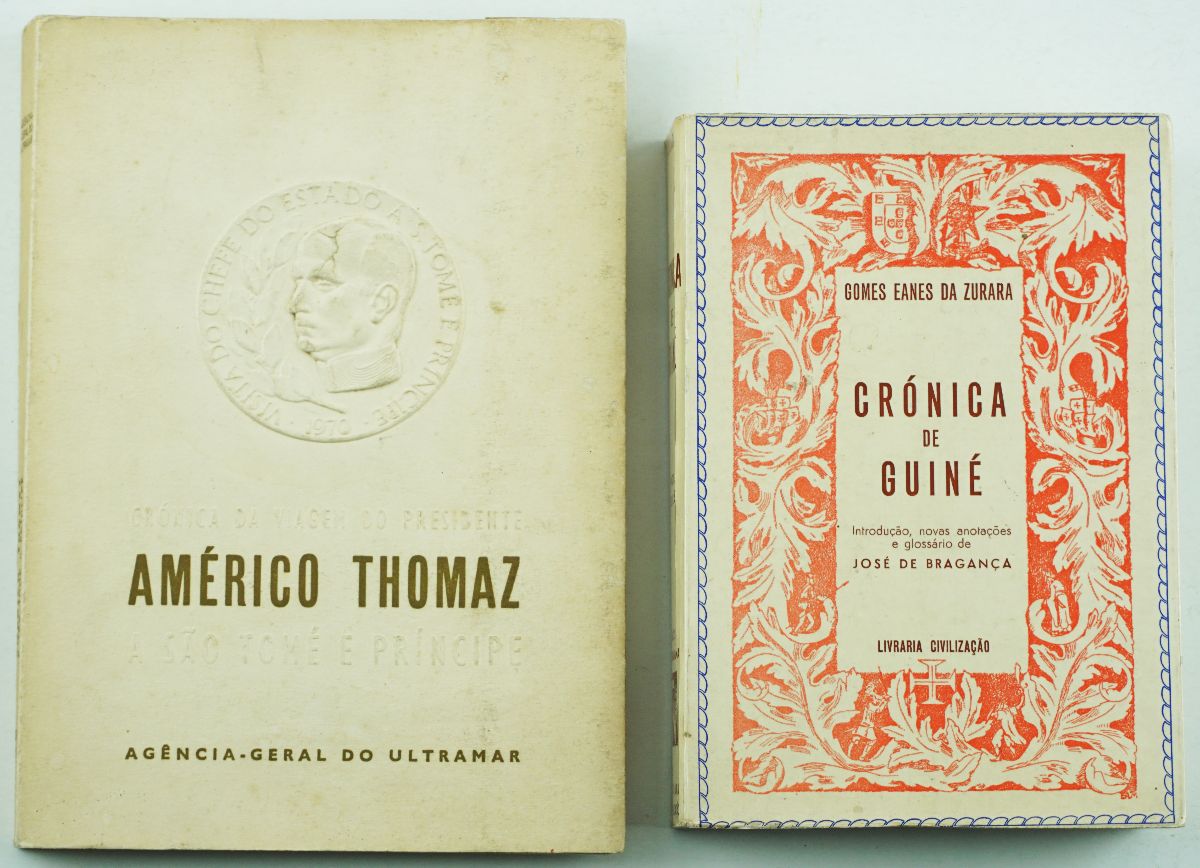 VISITA DO CHEFE DO ESTADO A S. TOMÉ E PRÍNCIPE
1970
CRÓNICA DA VIAGEM DO PRESIDENTE
AMÉRICO THOMAZ
A SÃO TOMÉ E PRÍNCIPE
AGÊNCIA-GERAL DO ULTRAMAR
GOMES EANES DA ZURARA
CRÓNICA
DE
GUINÉ
Introdução, novas anotações
e glossário de
JOSÉ DE BRAGANÇA
LIVRARIA CIVILIZAÇÃO